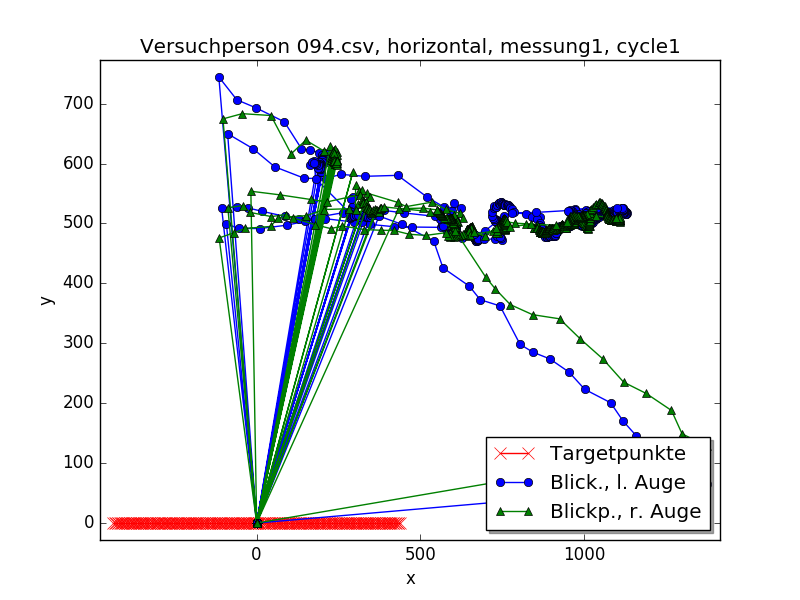 Versuchperson 094.csv, horizontal, messung1, cycle1
700
600
500
400
300
200
100
0
y
0
500
1000
x
Targetpunkte
Blick., l. Auge
Blickp., r. Auge